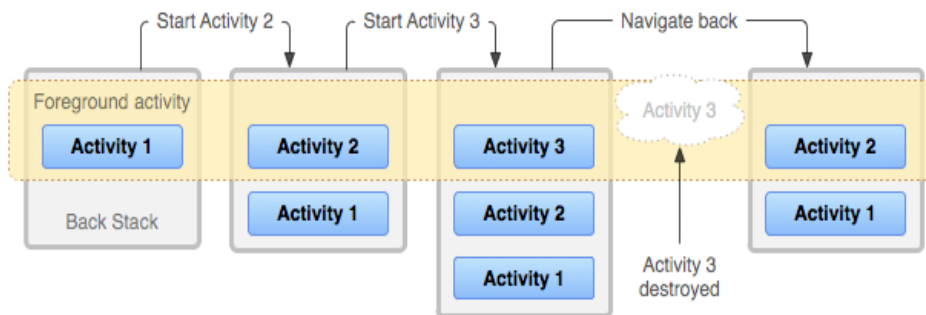 Start Activity 2
Start Activity 3
Navigate back
Foreground activity
Activity 1
Back Stack
Activity 2
Activity 1
Activity 3
Activity 2
Activity 1
Activity 3
Activity 3
destroyed
Activity 2
Activity 1